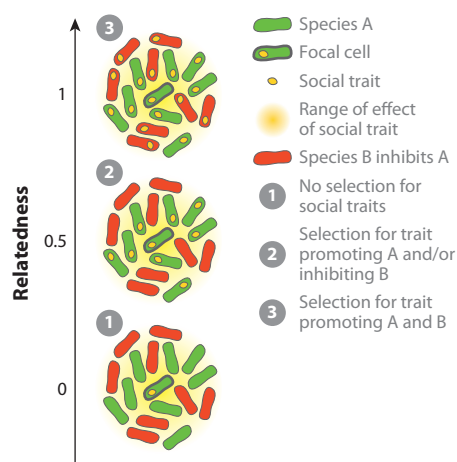 Relatedness
3
1
2
0.5
1
0
Species A
Focal cell
Social trait
Range of effect
of social trait
Species B inhibits A
1
No selection for
social traits
2
Selection for trait
promoting A and/or
inhibiting B
3
Selection for trait
promoting A and B